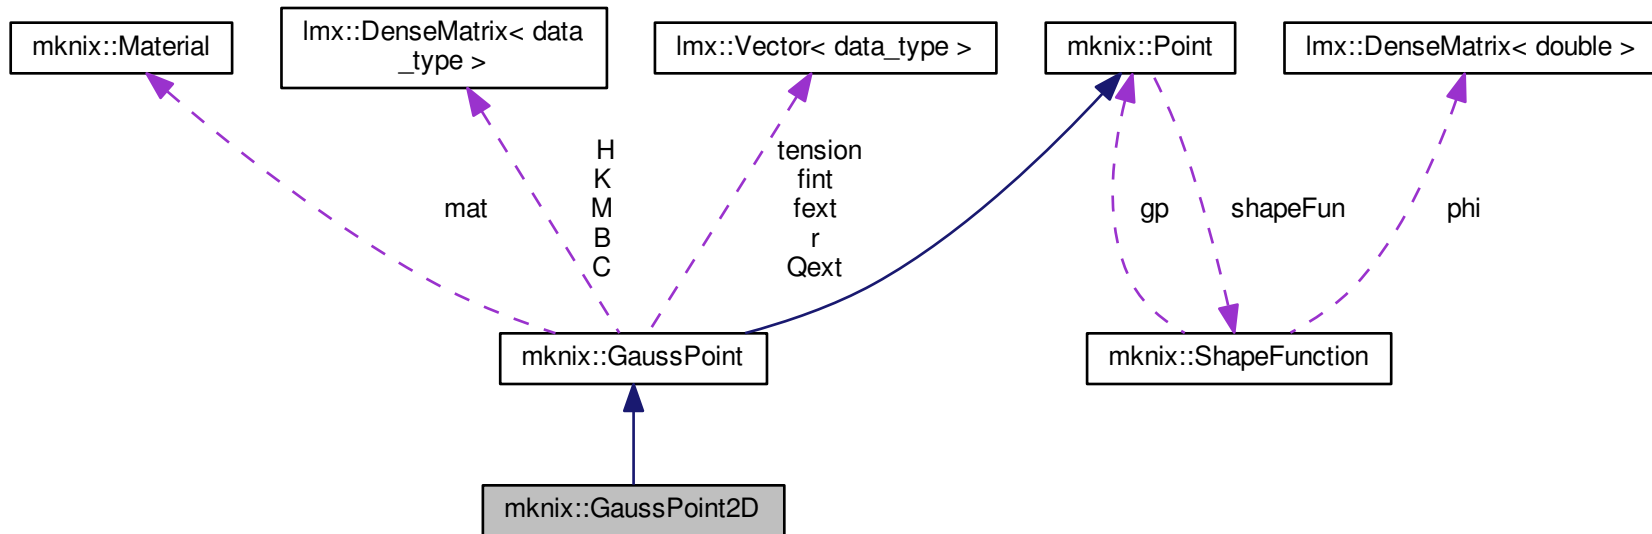 mknix::Material
lmx::DenseMatrix< data
_type >
lmx::Vector< data_type >
mknix::Point
lmx::DenseMatrix< double >
mat
H
K
M
B
C
tension
fint
fext
r
Qext
gp
shapeFun
phi
mknix::GaussPoint
mknix::ShapeFunction
mknix::GaussPoint2D